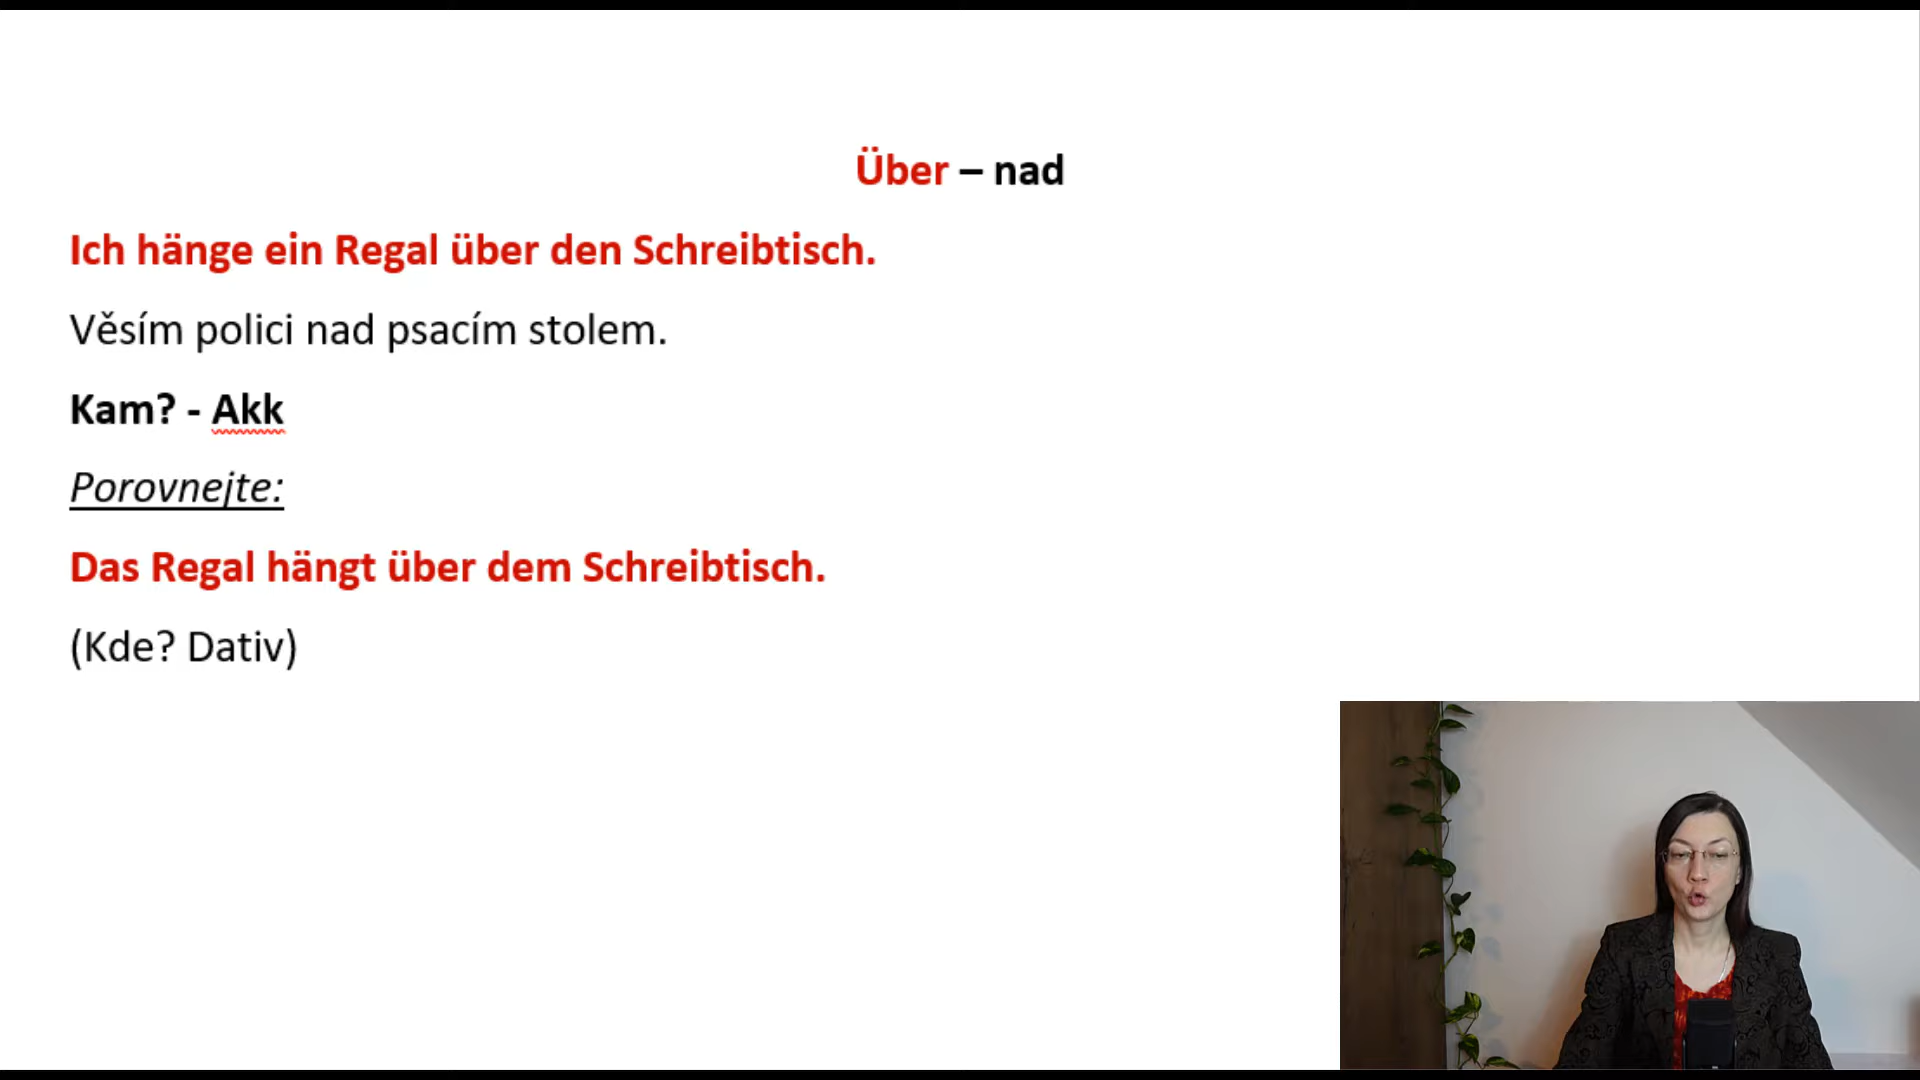 Über – nad
Ich hänge ein Regal über den Schreibtisch.
Věsím polici nad psacím stolem.
Kam? - Akk
Porovnejte:
Das Regal hängt über dem Schreibtisch.
(Kde? Dativ)